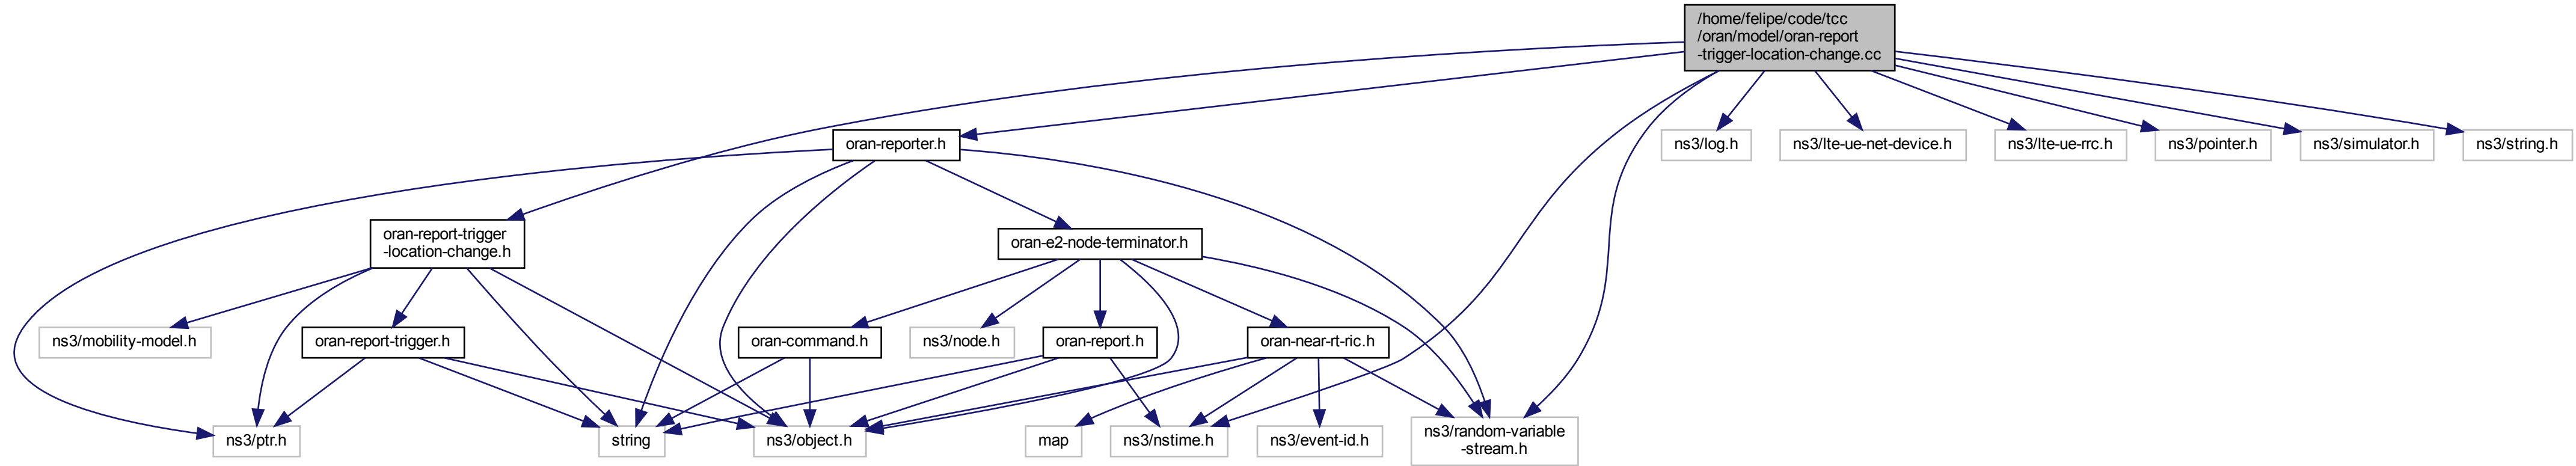 /home/felipe/code/tcc
/oran/model/oran-report
-trigger-location-change.cc
oran-reporter.h
ns3/log.h
ns3/lte-ue-net-device.h
ns3/lte-ue-rrc.h
ns3/pointer.h
ns3/simulator.h
ns3/string.h
oran-report-trigger
-location-change.h
oran-e2-node-terminator.h
ns3/mobility-model.h
oran-report-trigger.h
oran-command.h
ns3/node.h
oran-report.h
oran-near-rt-ric.h
ns3/ptr.h
string
ns3/object.h
map
ns3/nstime.h
ns3/event-id.h
ns3/random-variable
-stream.h